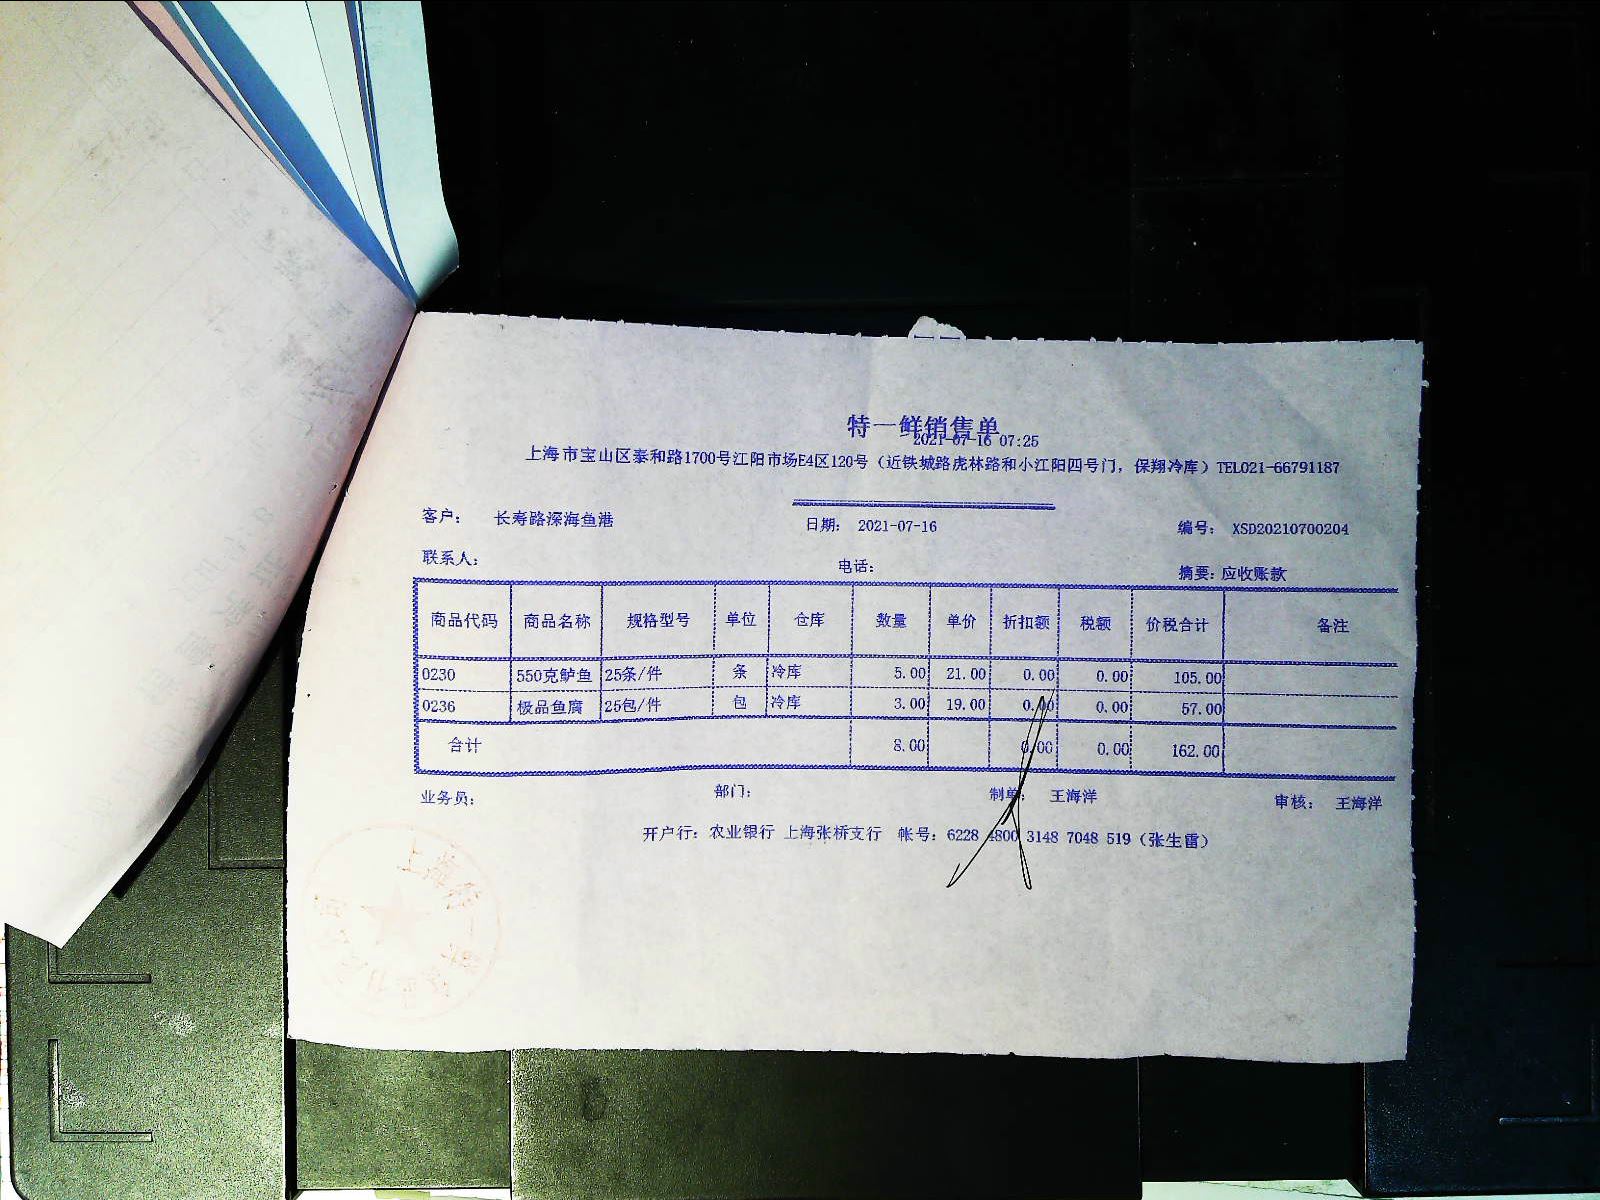 特一鲜销售单
2021-07-16 07:25
上海市宝山区泰和路1700号江阳市场E4区120号（近铁城路虎林路和小江阳四号门，保翔冷库）TEL021-66791187
客户： 长寿路深海鱼港 日期： 2021-07-16 编号： XSD20210700204
联系人： 电话： 摘要：应收账款
商品代码 商品名称 规格型号 单位 仓库 数量 单价 折扣额 税额 价税合计 备注
0230 550克鲈鱼 25条/件 条 冷库 5.00 21.00 0.00 0.00 105.00
0236 极品鱼腐 25包/件 包 冷库 3.00 19.00 0.00 0.00 57.00
合计 8.00 0.00 0.00 162.00
业务员： 部门： 制单： 王海洋 审核： 王海洋
开户行：农业银行 上海张桥支行 帐号：6228 4800 3148 7048 519（张生雷）